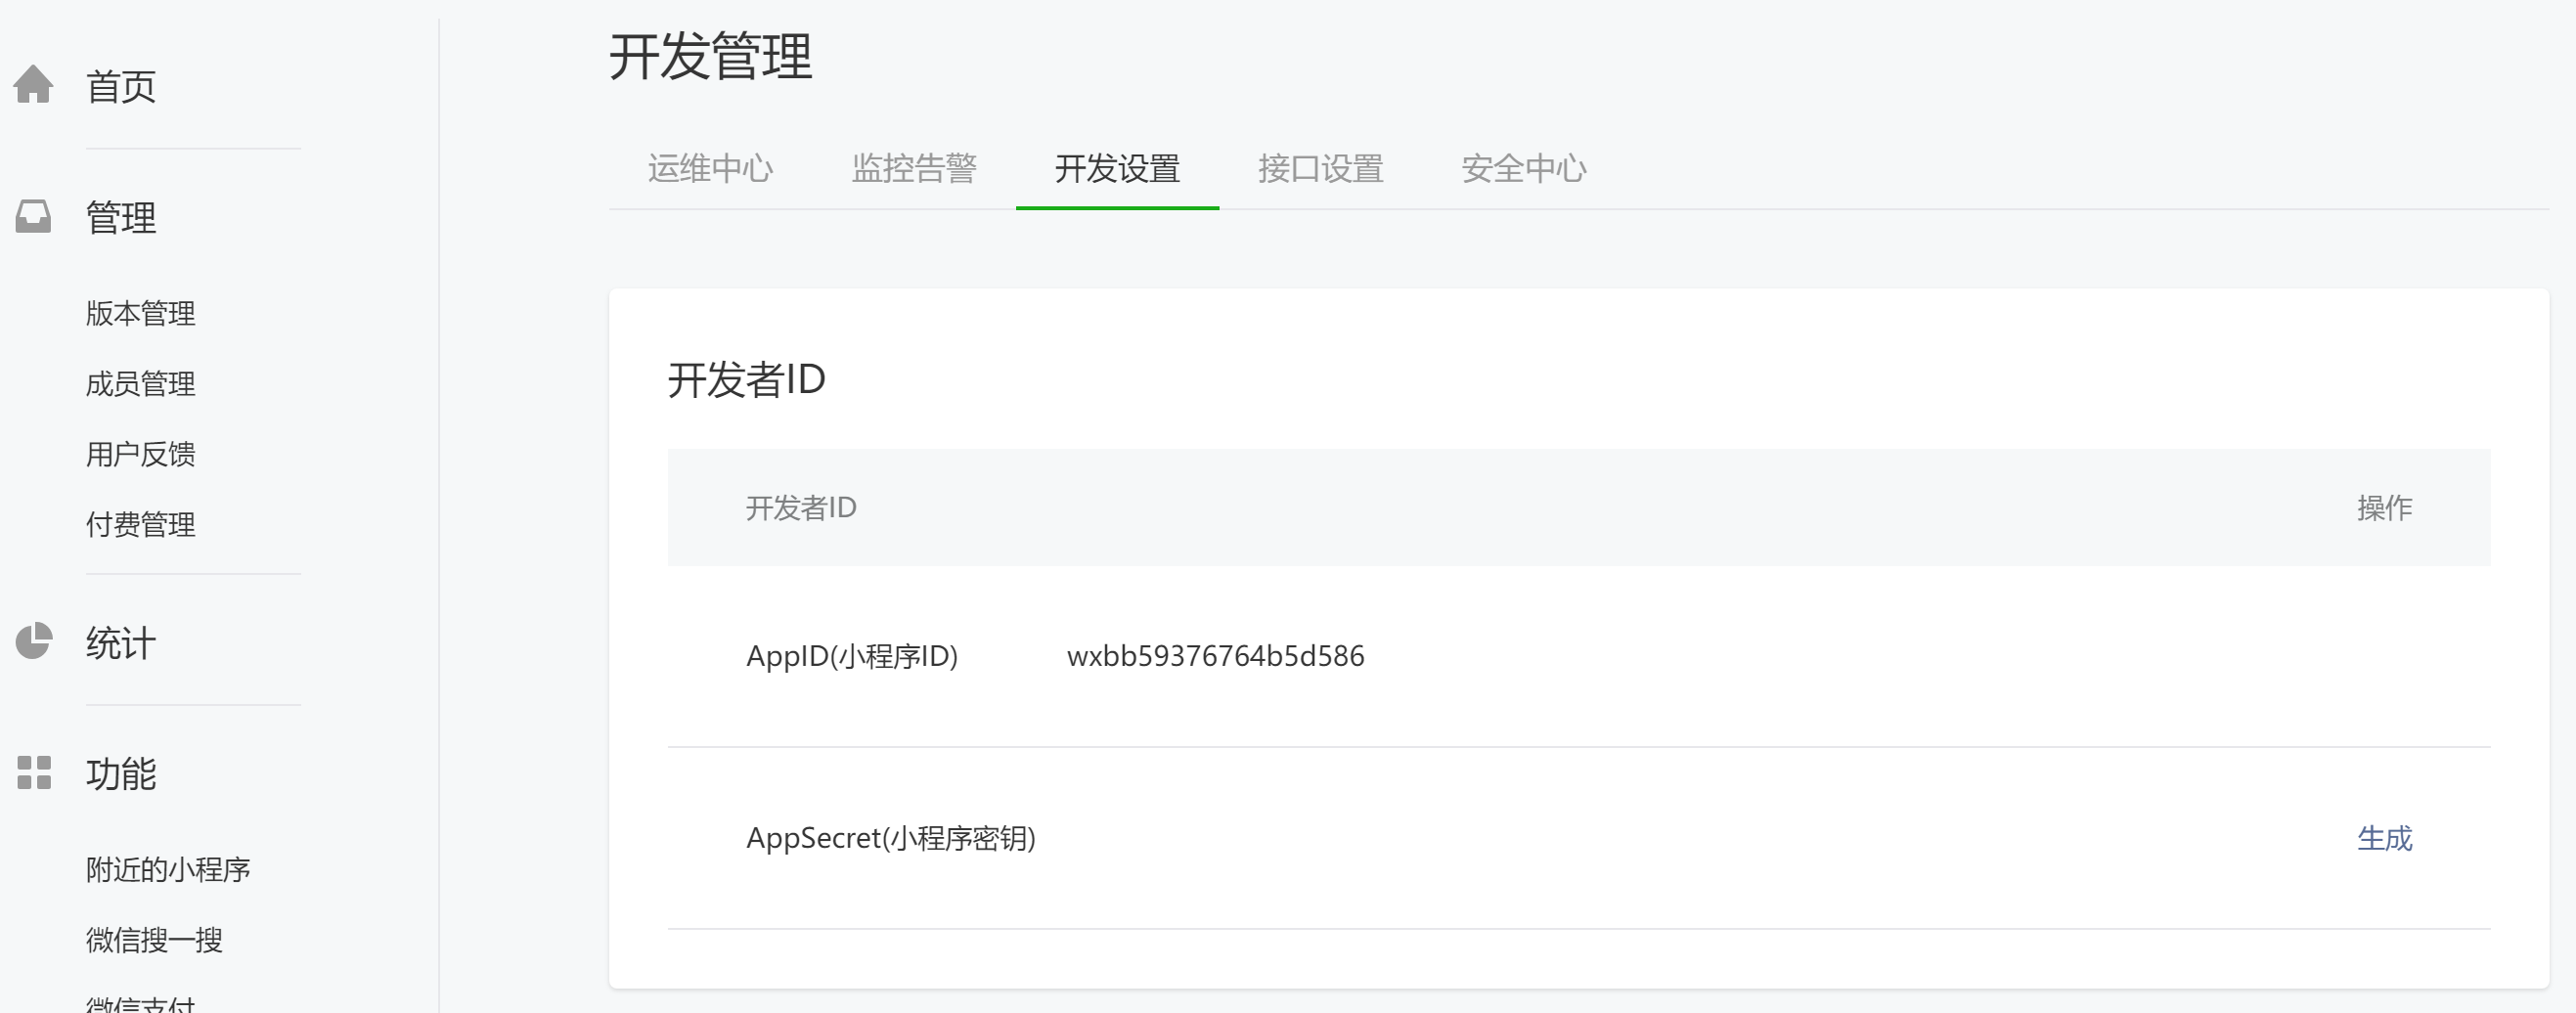 首页
管理
版本管理
成员管理
用户反馈
付费管理
统计
功能
附近的小程序
微信搜一搜
微信支付
开发管理
运维中心 监控告警 开发设置 接口设置 安全中心
开发者ID
开发者ID 操作
AppID(小程序ID) wxbb59376764b5d586
AppSecret(小程序密钥) 生成